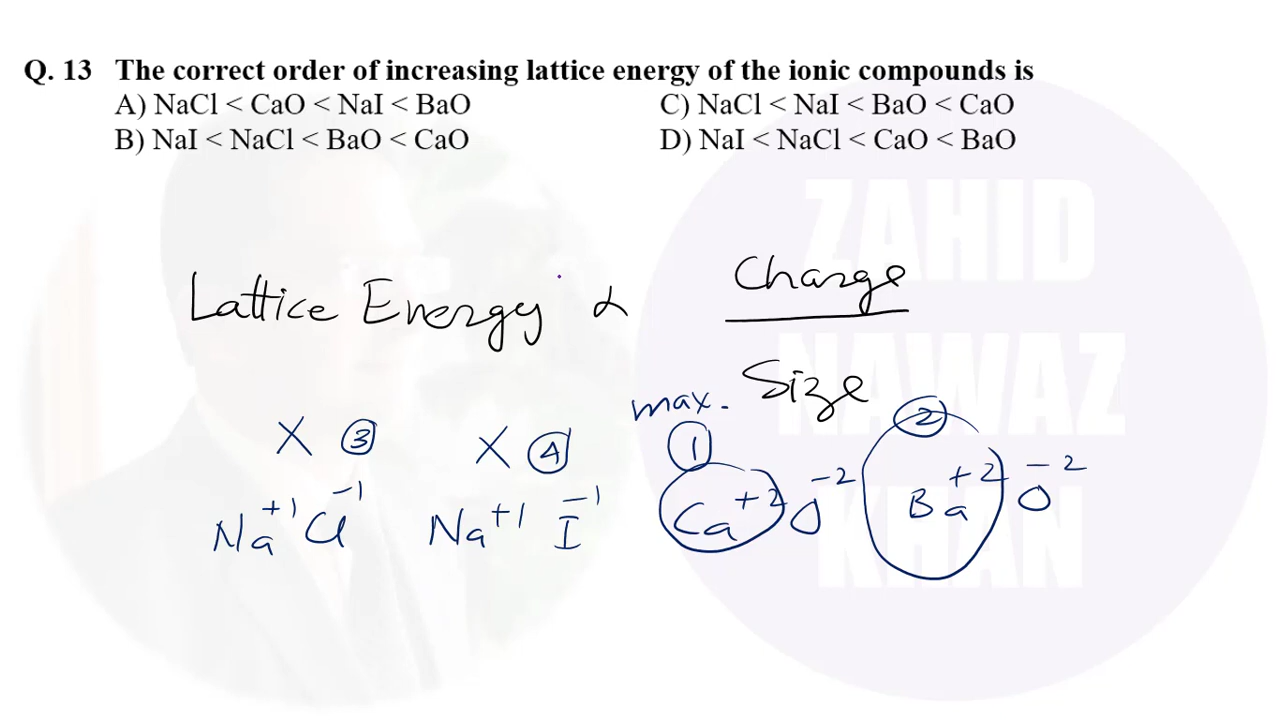 Q. 13 The correct order of increasing lattice energy of the ionic compounds is
A) NaCl < CaO < NaI < BaO C) NaCl < NaI < BaO < CaO
B) NaI < NaCl < BaO < CaO D) NaI < NaCl < CaO < BaO
Lattice Energy α Charge
Size
max.
X ③ X ④ ① ②
Na⁺¹ Cl⁻¹ Na⁺¹ I⁻¹ Ca⁺² O⁻² Ba⁺² O⁻²
ZAHID
NAWAZ
KHAN